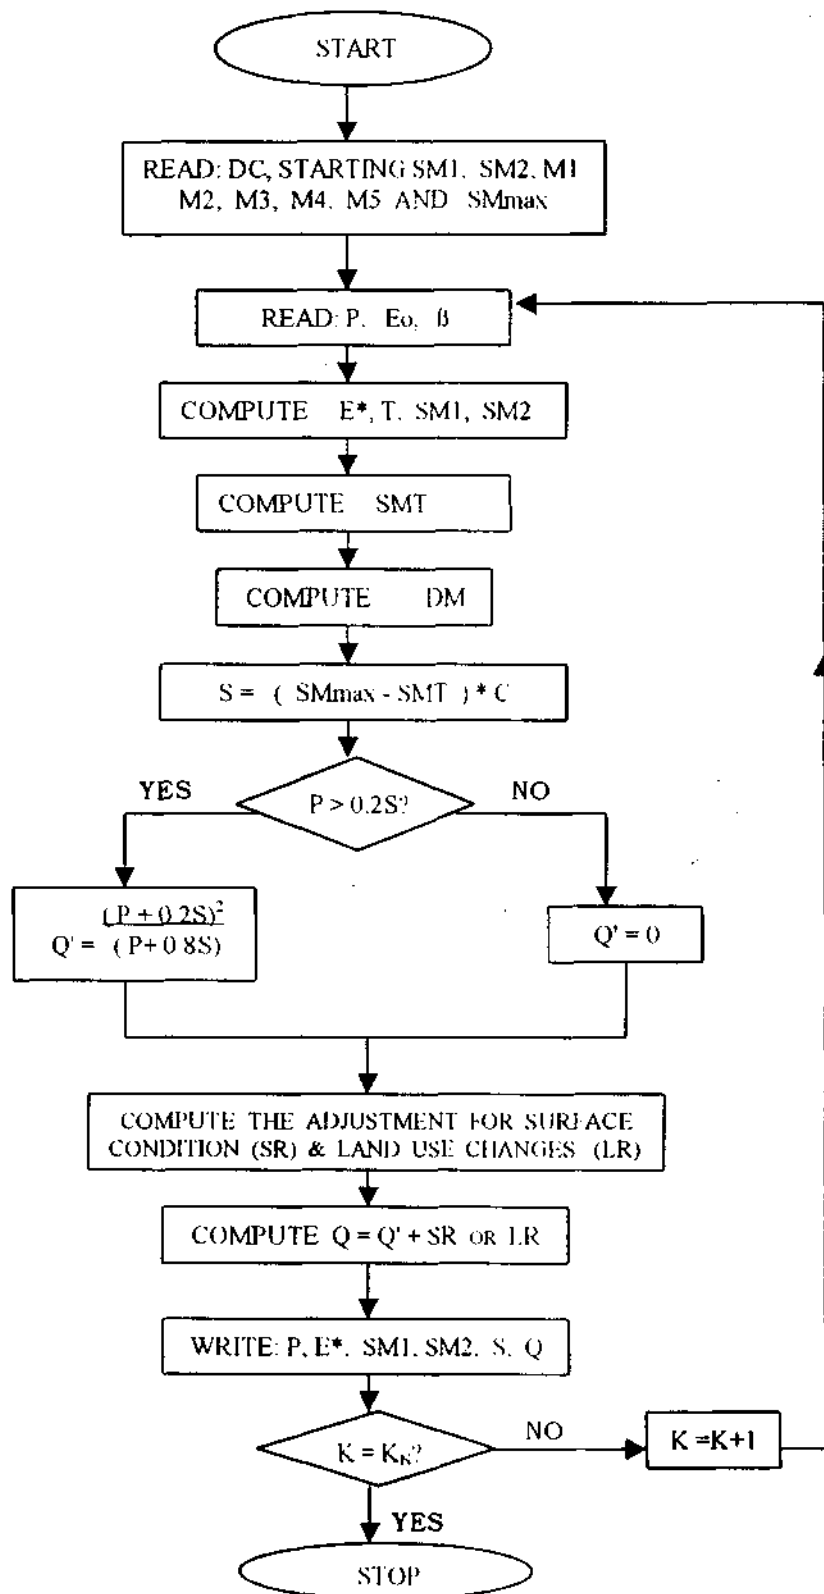 START
READ: DC, STARTING SM1, SM2, M1
M2, M3, M4, M5 AND SMmax
READ: P, Eo, β
COMPUTE E*, T, SM1, SM2
COMPUTE SMT
COMPUTE DM
S = ( SMmax - SMT ) * C
P > 0.2S?
YES
NO
(P + 0.2S)²
Q' = (P+ 0.8S)
Q' = 0
COMPUTE THE ADJUSTMENT FOR SURFACE
CONDITION (SR) & LAND USE CHANGES (LR)
COMPUTE Q = Q' + SR OR LR
WRITE: P, E*, SM1, SM2, S, Q
K = K_N?
NO
K =K+1
YES
STOP